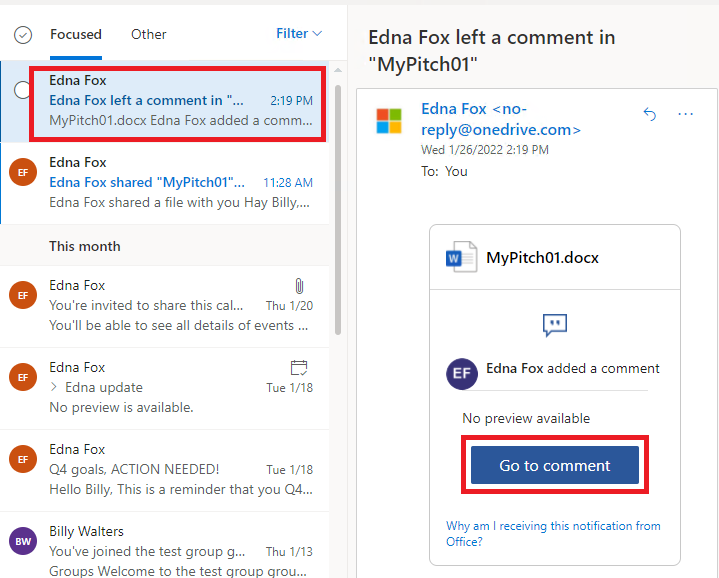 Focused Other Filter
Edna Fox
Edna Fox left a comment in "... 2:19 PM
MyPitch01.docx Edna Fox added a comm...
EF
Edna Fox
Edna Fox shared "MyPitch01"... 11:28 AM
Edna Fox shared a file with you Hay Billy,...
This month
EF
Edna Fox
You're invited to share this cal... Thu 1/20
You'll be able to see all details of events ...
EF
Edna Fox
> Edna update Tue 1/18
No preview is available.
EF
Edna Fox
Q4 goals, ACTION NEEDED! Tue 1/18
Hello Billy, This is a reminder that you Q4...
BW
Billy Walters
You've joined the test group g... Thu 1/13
Groups Welcome to the test group grou...
Edna Fox left a comment in
"MyPitch01"
Edna Fox <no-
reply@onedrive.com>
Wed 1/26/2022 2:19 PM
To: You
W
MyPitch01.docx
EF
Edna Fox added a comment
No preview available
Go to comment
Why am I receiving this notification from
Office?